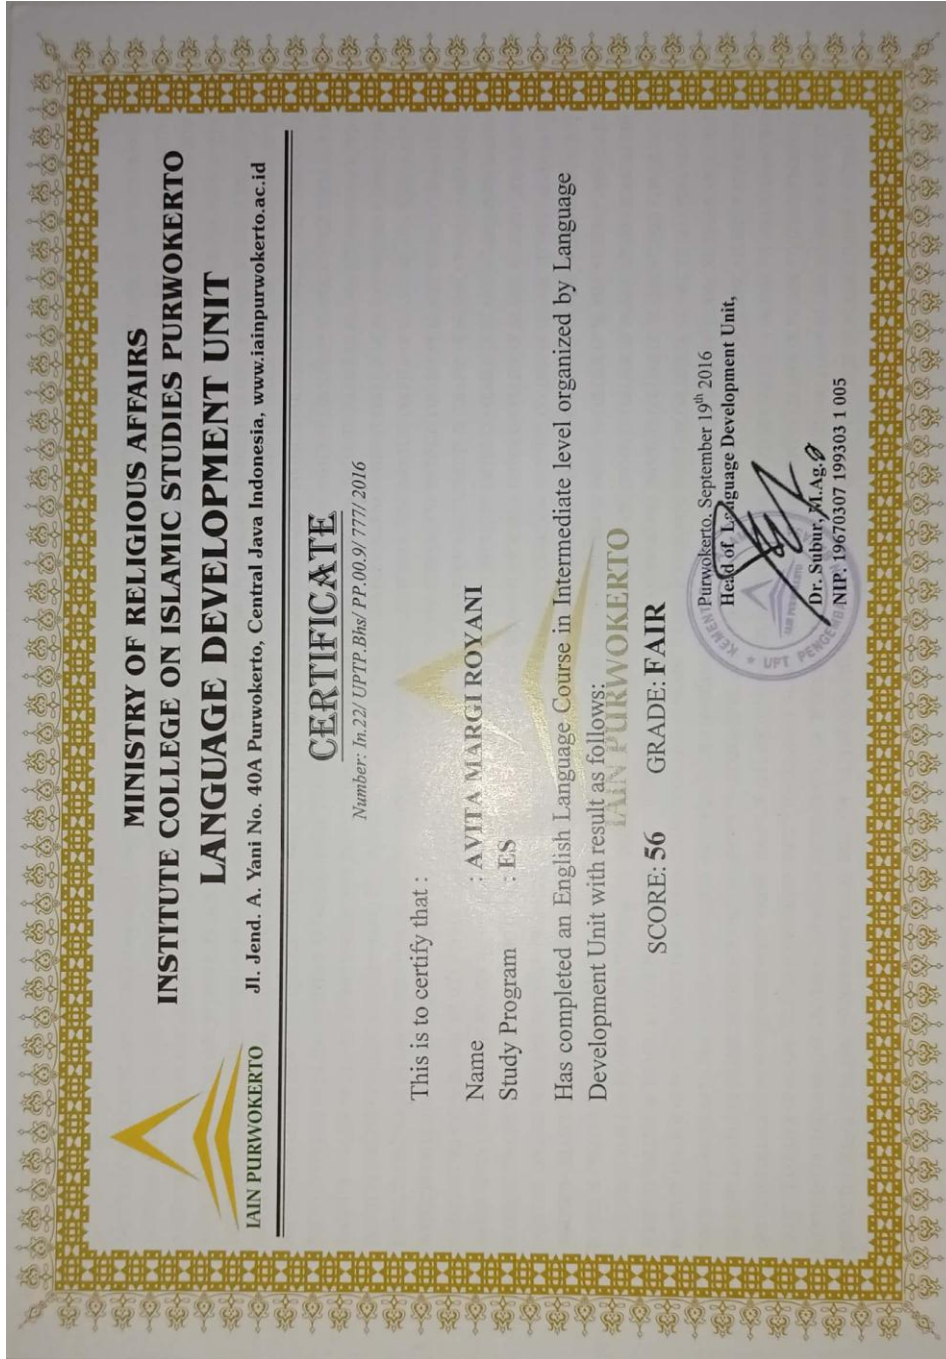 MINISTRY OF RELIGIOUS AFFAIRS
INSTITUTE COLLEGE ON ISLAMIC STUDIES PURWOKERTO
LANGUAGE DEVELOPMENT UNIT
Jl. Jend. A. Yani No. 40A Purwokerto, Central Java Indonesia, www.iainpurwokerto.ac.id
IAIN PURWOKERTO
CERTIFICATE
Number: In.22/ UPTP.Bhs/ PP.00.9/ 777/ 2016
This is to certify that :
Name : AVITA MARGI ROYANI
Study Program : ES
Has completed an English Language Course in Intermediate level organized by Language
Development Unit with result as follows:
IAIN PURWOKERTO
SCORE: 56 GRADE: FAIR
Purwokerto, September 19th 2016
Head of Language Development Unit,
IAIN PURWOKERTO
UPT
Dr. Subur, M.Ag.
NIP. 19670307 199303 1 005